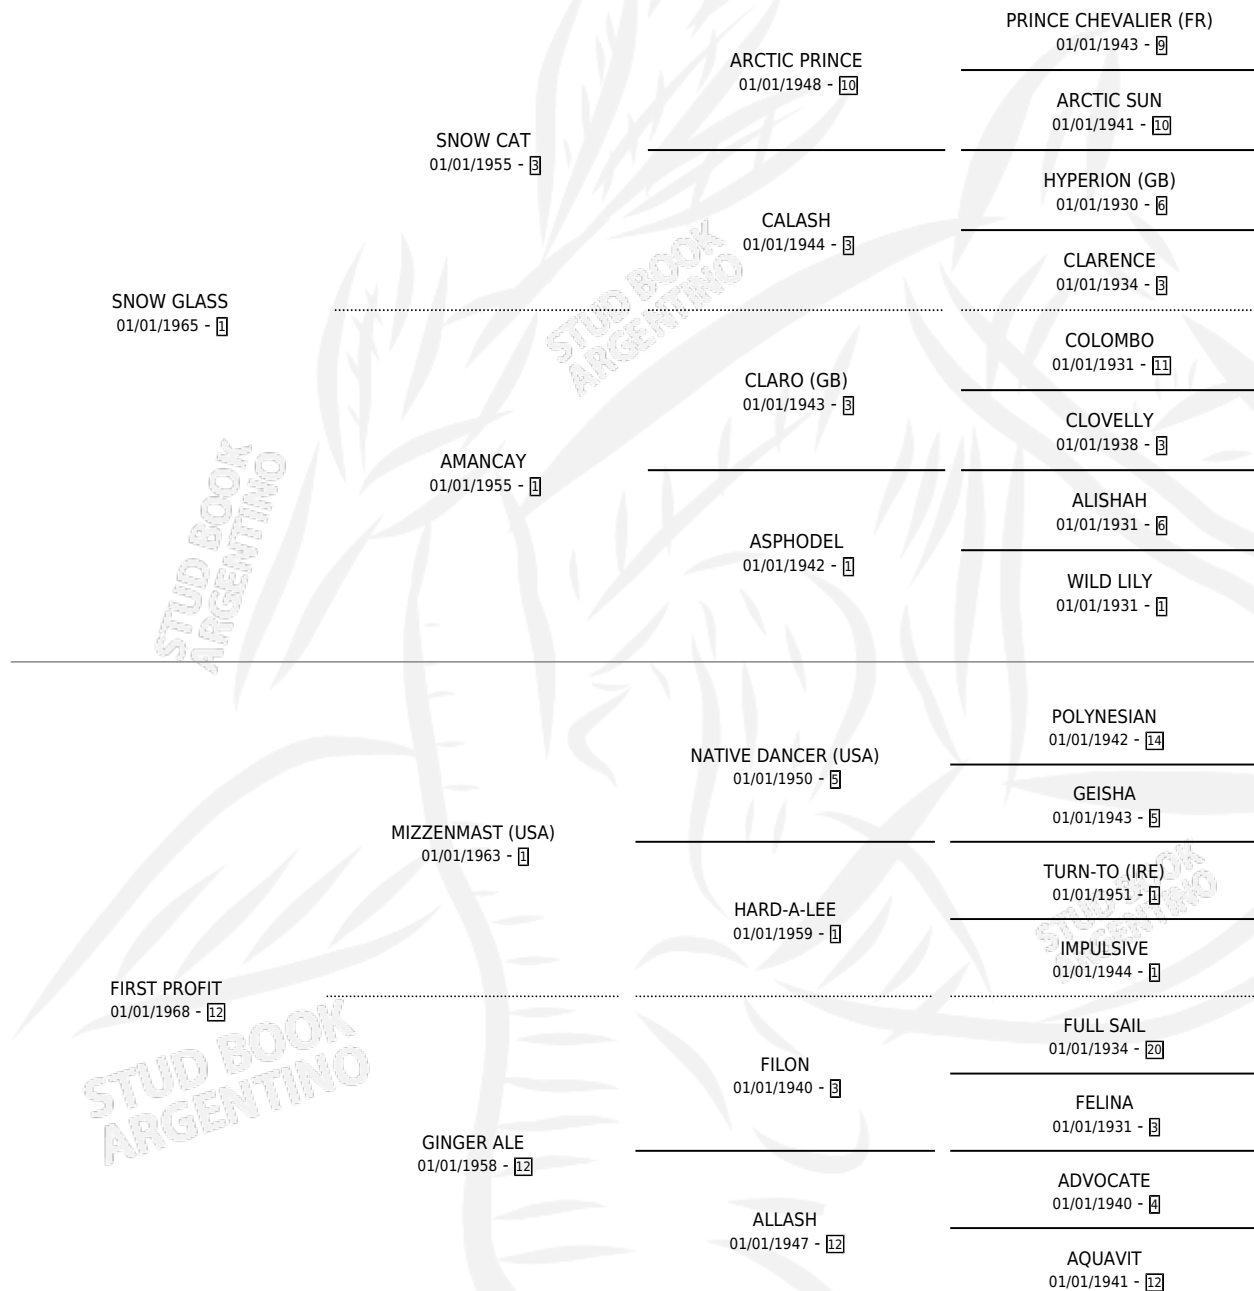 PRINCE CHEVALIER (FR)
01/01/1943 - 9
ARCTIC PRINCE
01/01/1948 - 10
ARCTIC SUN
01/01/1941 - 10
SNOW CAT
01/01/1955 - 3
HYPERION (GB)
01/01/1930 - 6
CALASH
01/01/1944 - 3
CLARENCE
01/01/1934 - 3
SNOW GLASS
01/01/1965 - 1
COLOMBO
01/01/1931 - 11
CLARO (GB)
01/01/1943 - 3
CLOVELLY
01/01/1938 - 3
AMANCAY
01/01/1955 - 1
ALISHAH
01/01/1931 - 6
ASPHODEL
01/01/1942 - 1
WILD LILY
01/01/1931 - 1
POLYNESIAN
01/01/1942 - 14
NATIVE DANCER (USA)
01/01/1950 - 5
GEISHA
01/01/1943 - 5
MIZZENMAST (USA)
01/01/1963 - 1
TURN-TO (IRE)
01/01/1951 - 1
HARD-A-LEE
01/01/1959 - 1
IMPULSIVE
01/01/1944 - 1
FIRST PROFIT
01/01/1968 - 12
FULL SAIL
01/01/1934 - 20
FILON
01/01/1940 - 3
FELINA
01/01/1931 - 3
GINGER ALE
01/01/1958 - 12
ADVOCATE
01/01/1940 - 4
ALLASH
01/01/1947 - 12
AQUAVIT
01/01/1941 - 12
STUD BOOK
ARGENTINO
STUD BOOK
ARGENTINO
STUD BOOK
ARGENTINO
STUD BOOK
ARGENTINO